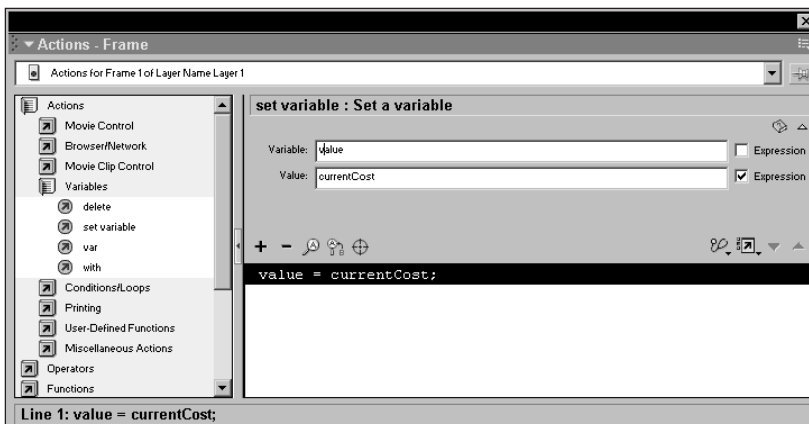 Actions - Frame
Actions for Frame 1 of Layer Name Layer 1
Actions
Movie Control
Browser/Network
Movie Clip Control
Variables
delete
set variable
var
with
Conditions/Loops
Printing
User-Defined Functions
Miscellaneous Actions
Operators
Functions
set variable : Set a variable
Variable: value Expression
Value: currentCost Expression
value = currentCost;
Line 1: value = currentCost;